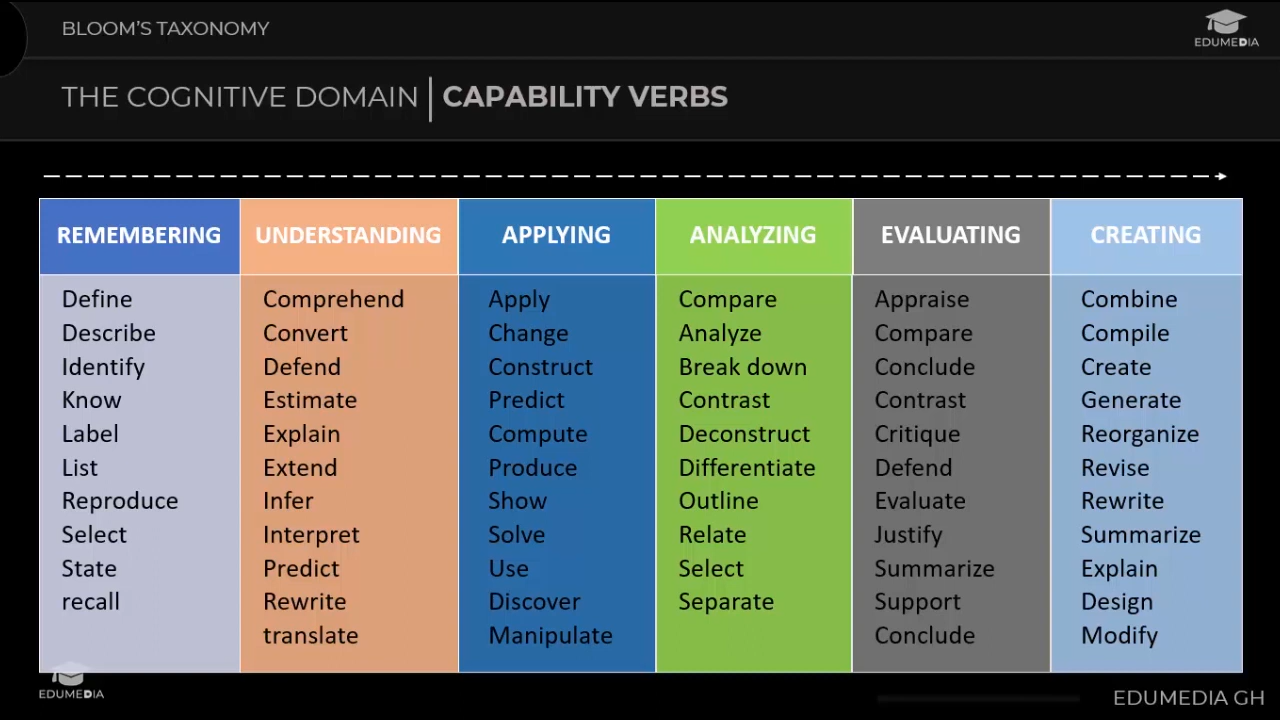 BLOOM'S TAXONOMY
EDUMEDIA
THE COGNITIVE DOMAIN | CAPABILITY VERBS
REMEMBERING
Define
Describe
Identify
Know
Label
List
Reproduce
Select
State
recall
UNDERSTANDING
Comprehend
Convert
Defend
Estimate
Explain
Extend
Infer
Interpret
Predict
Rewrite
translate
APPLYING
Apply
Change
Construct
Predict
Compute
Produce
Show
Solve
Use
Discover
Manipulate
ANALYZING
Compare
Analyze
Break down
Contrast
Deconstruct
Differentiate
Outline
Relate
Select
Separate
EVALUATING
Appraise
Compare
Conclude
Contrast
Critique
Defend
Evaluate
Justify
Summarize
Support
Conclude
CREATING
Combine
Compile
Create
Generate
Reorganize
Revise
Rewrite
Summarize
Explain
Design
Modify
EDUMEDIA
EDUMEDIA GH